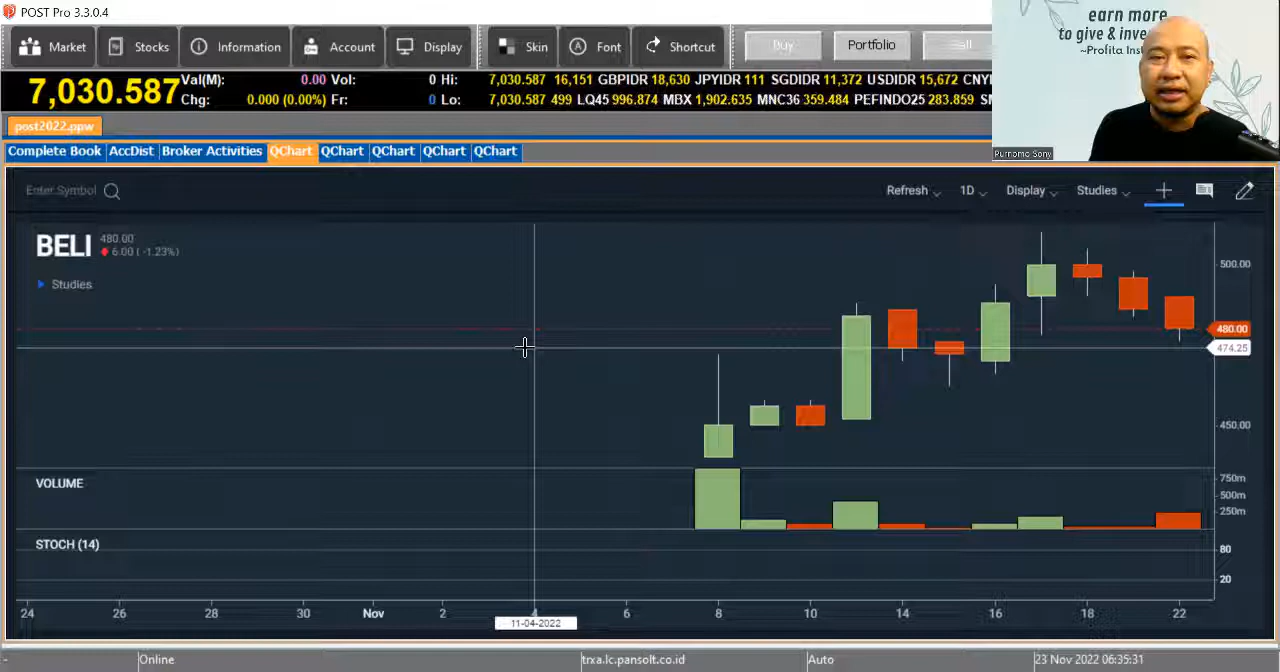 POST Pro 3.3.0.4
Market Stocks Information Account Display Skin Font Shortcut Buy Portfolio Sell
earn more
to give & inve
~Profita Inst
7,030.587 Val(M): 0.00 Vol: 0 Hi: 7,030.587 16,151 GBPIDR 18,630 JPYIDR 111 SGDIDR 11,372 USDIDR 15,672 CNYI
Chg: 0.000 (0.00%) Fr: 0 Lo: 7,030.587 499 LQ45 996.874 MBX 1,902.635 MNC36 359.484 PEFINDO25 283.859 SM
post2022.ppw
Purnomo Sony
Complete Book AccDist Broker Activities QChart QChart QChart QChart QChart
Enter Symbol Refresh 1D Display Studies
BELI 480.00
6.00 ( -1.23%)
Studies
500.00
480.00
474.25
450.00
VOLUME
750m
500m
250m
STOCH (14)
80
20
24 26 28 30 Nov 2 4 6 8 10 14 16 18 22
11-04-2022
- Online trxa.lc.pansolt.co.id Auto 23 Nov 2022 06:35:31